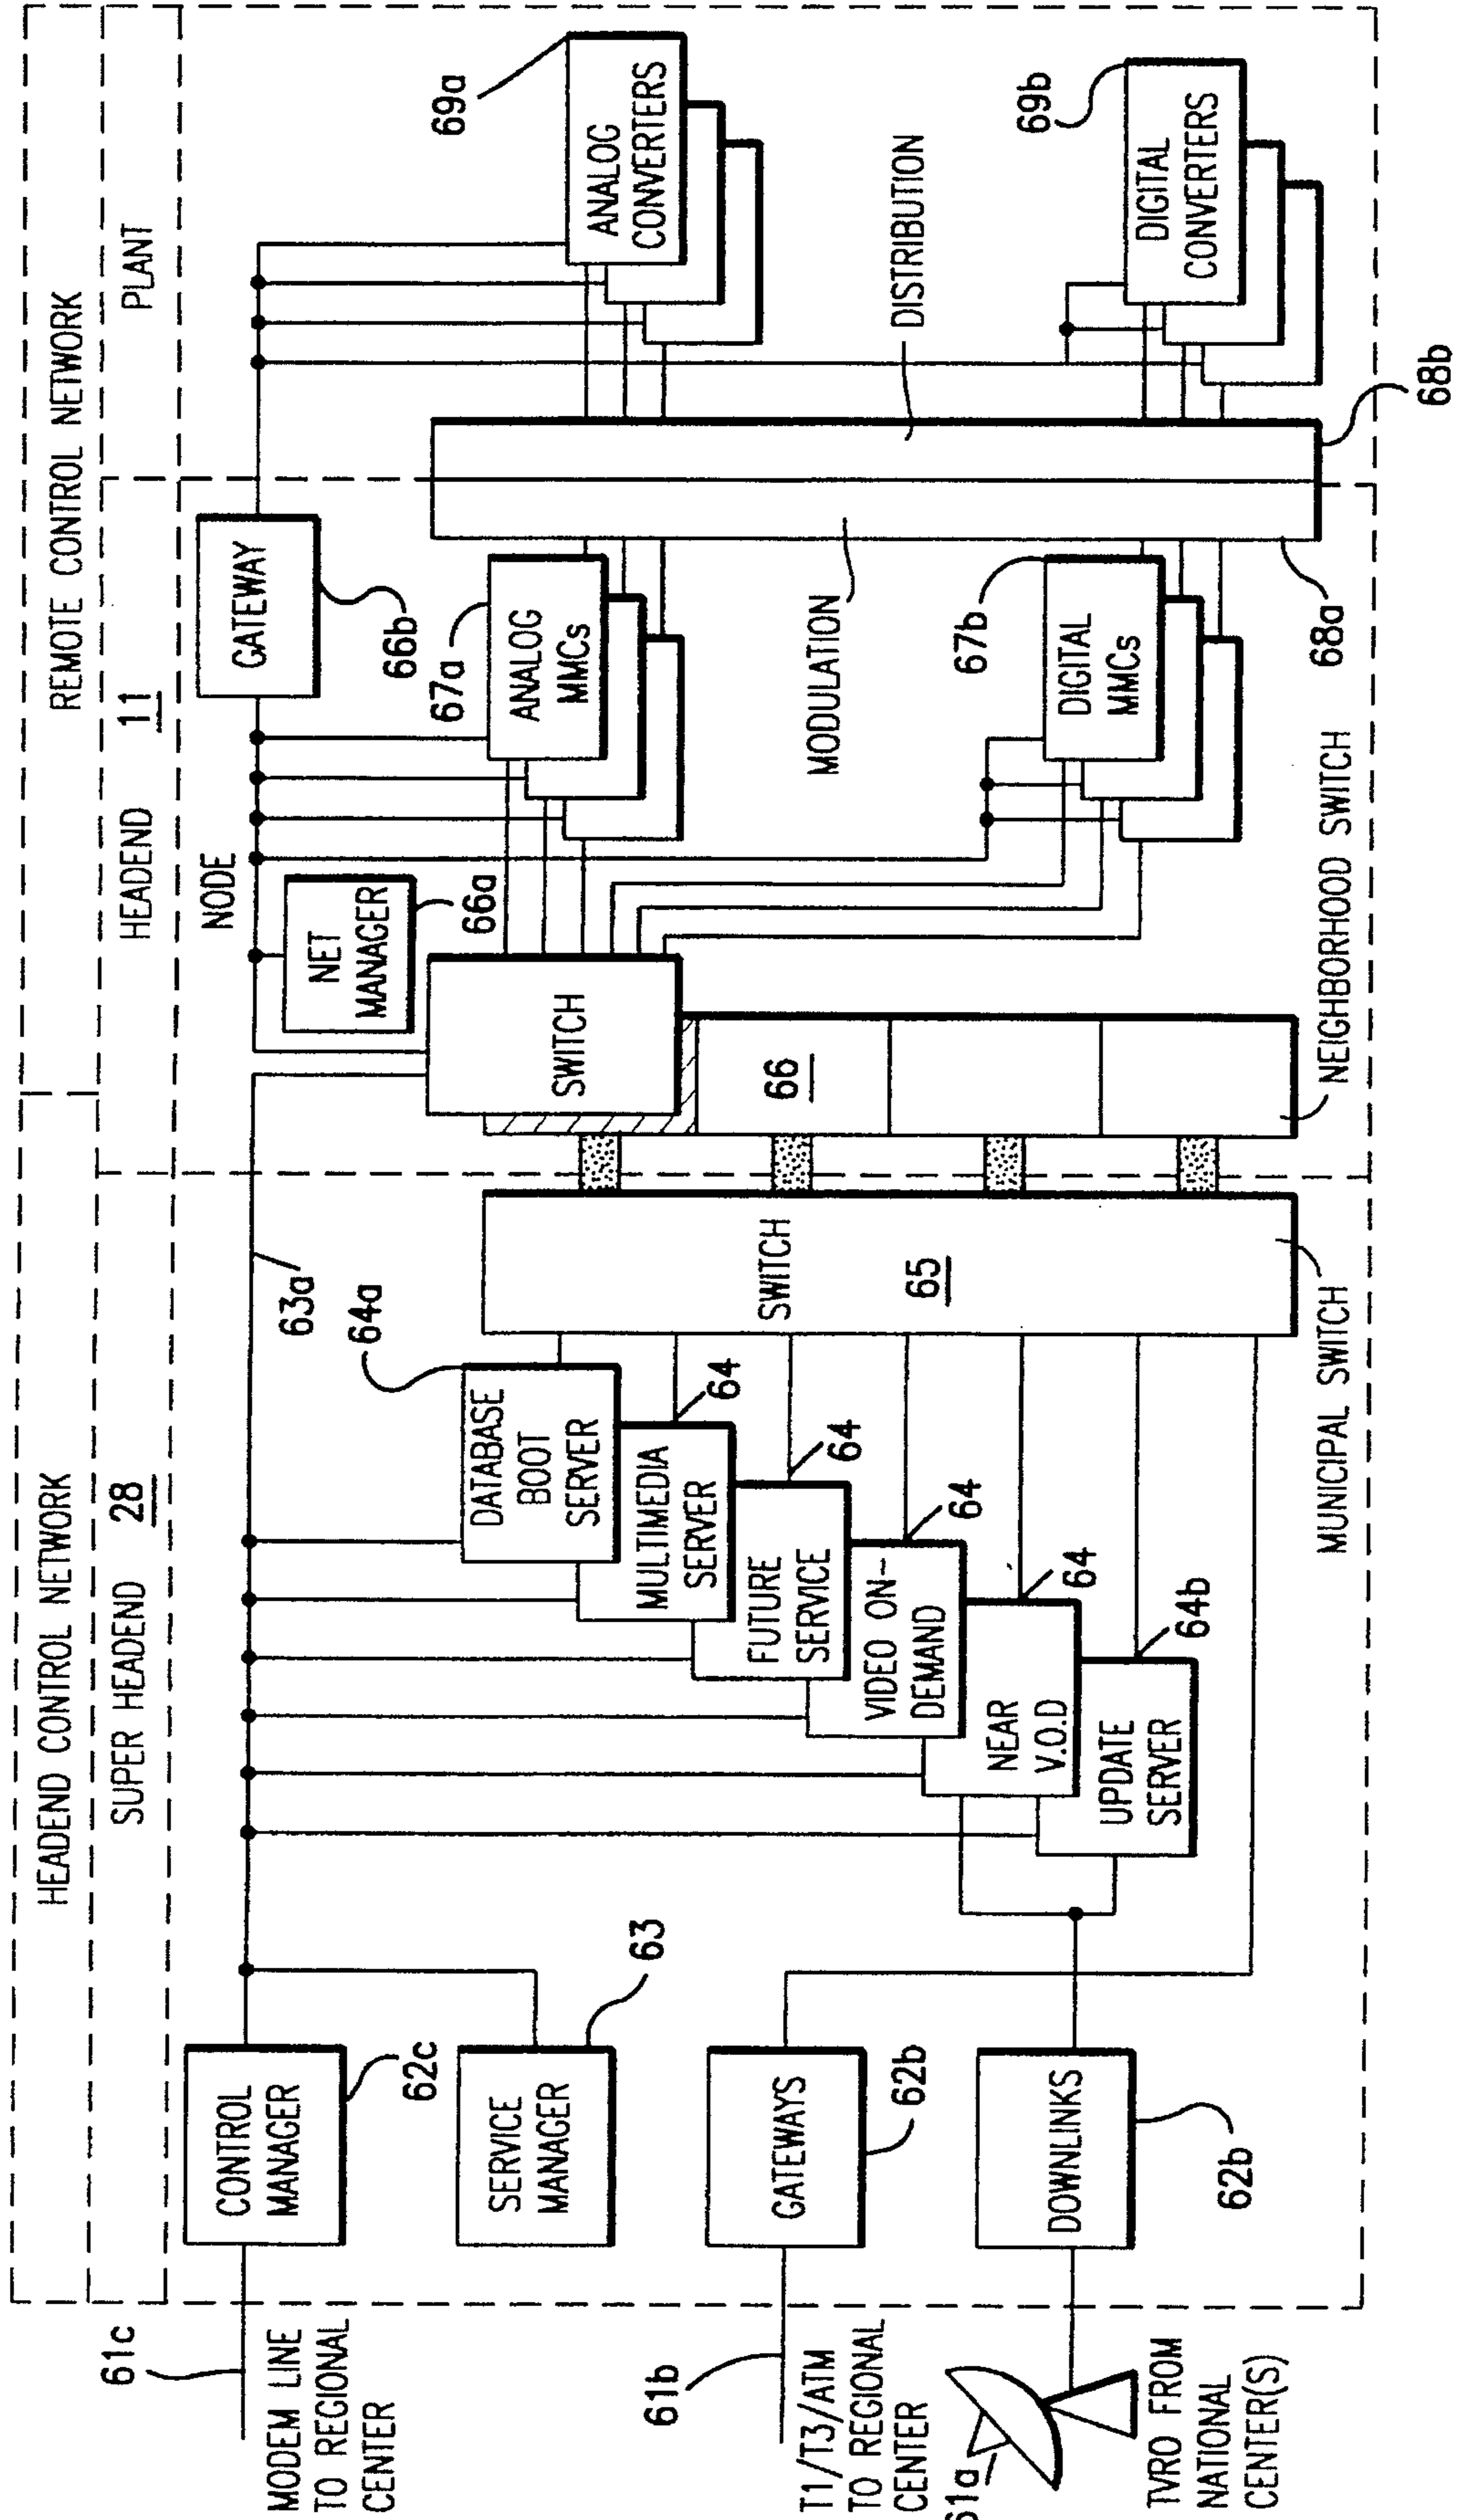 HEADEND CONTROL NETWORK
REMOTE CONTROL NETWORK
SUPER HEADEND 28
HEADEND 11
PLANT
61c
MODEM LINE
TO REGIONAL
CENTER
CONTROL
MANAGER
62c
63a
NODE
NET
MANAGER
66a
GATEWAY
66b
SERVICE
MANAGER
63
61b
T1/T3/ATM
TO REGIONAL
CENTER
GATEWAYS
62b
61a
TVRO FROM
NATIONAL
CENTER(S)
DOWNLINKS
62b
DATABASE
BOOT
SERVER
64a
MULTIMEDIA
SERVER
64
FUTURE
SERVICE
64
VIDEO ON-
DEMAND
64
NEAR
V.O.D
64
UPDATE
SERVER
64b
SWITCH
65
MUNICIPAL SWITCH
SWITCH
66
NEIGHBORHOOD SWITCH
ANALOG
MMCs
67a
DIGITAL
MMCs
67b
MODULATION
68a
DISTRIBUTION
68b
ANALOG
CONVERTERS
69a
DIGITAL
CONVERTERS
69b